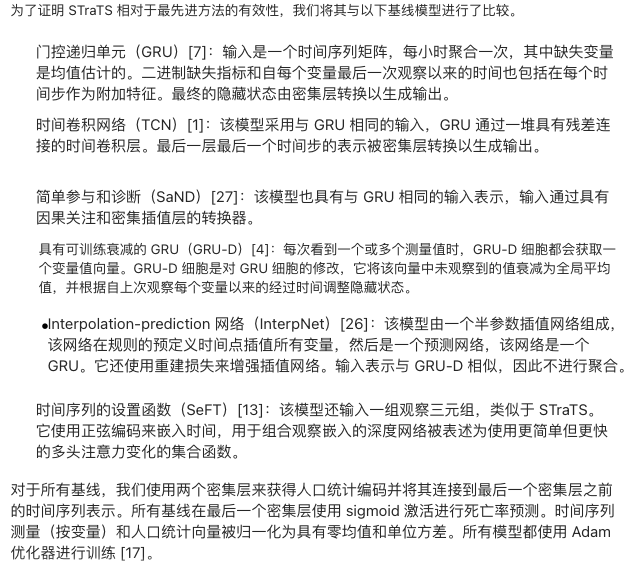 为了证明 STraTS 相对于最先进方法的有效性，我们将其与以下基线模型进行了比较。
门控递归单元（GRU）[7]：输入是一个时间序列矩阵，每小时聚合一次，其中缺失变量
是均值估计的。二进制缺失指标和自每个变量最后一次观察以来的时间也包括在每个时
间步作为附加特征。最终的隐藏状态由密集层转换以生成输出。
时间卷积网络（TCN）[1]：该模型采用与 GRU 相同的输入，GRU 通过一堆具有残差连
接的时间卷积层。最后一层最后一个时间步的表示被密集层转换以生成输出。
简单参与和诊断（SaND）[27]：该模型也具有与 GRU 相同的输入表示，输入通过具有
因果关注和密集插值层的转换器。
具有可训练衰减的 GRU（GRU-D）[4]：每次看到一个或多个测量值时，GRU-D 细胞都会获取一
个变量值向量。GRU-D 细胞是对 GRU 细胞的修改，它将该向量中未观察到的值衰减为全局平均
值，并根据自上次观察每个变量以来的经过时间调整隐藏状态。
•Interpolation-prediction 网络（InterpNet）[26]：该模型由一个半参数插值网络组成，
该网络在规则的预定义时间点插值所有变量，然后是一个预测网络，该网络是一个
GRU。它还使用重建损失来增强插值网络。输入表示与 GRU-D 相似，因此不进行聚合。
时间序列的设置函数（SeFT）[13]：该模型还输入一组观察三元组，类似于 STraTS。
它使用正弦编码来嵌入时间，用于组合观察嵌入的深度网络被表述为使用更简单但更快
的多头注意力变化的集合函数。
对于所有基线，我们使用两个密集层来获得人口统计编码并将其连接到最后一个密集层之前
的时间序列表示。所有基线在最后一个密集层使用 sigmoid 激活进行死亡率预测。时间序列
测量（按变量）和人口统计向量被归一化为具有零均值和单位方差。所有模型都使用 Adam
优化器进行训练 [17]。